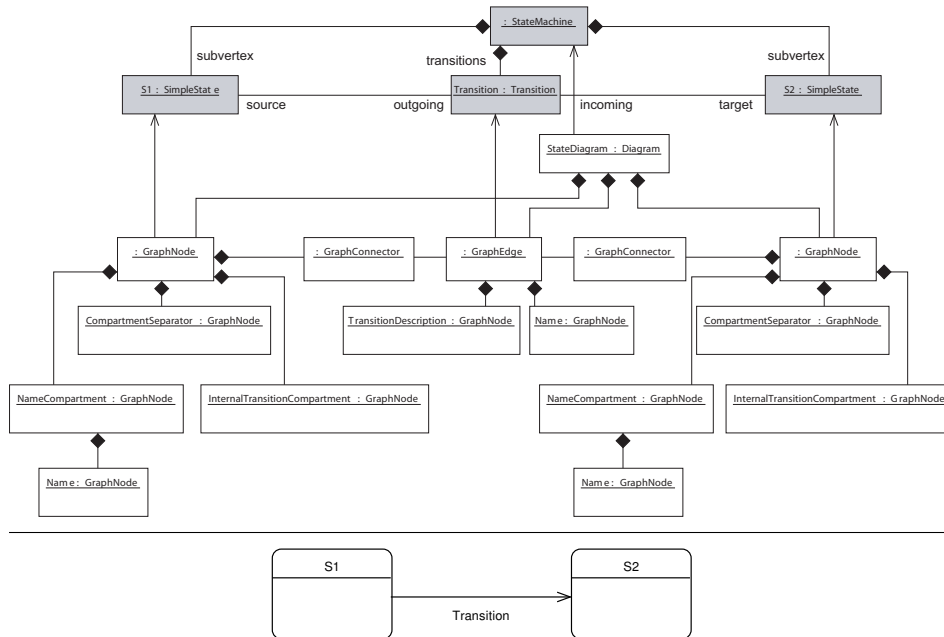 : StateMachine
subvertex
transitions
subvertex
S1 : SimpleStat e
source
outgoing
Transition : Transition
incoming
target
S2 : SimpleState
StateDiagram : Diagram
: GraphNode
: GraphConnector
: GraphEdge
: GraphConnector
: GraphNode
CompartmentSeparator : GraphNode
TransitionDescription : GraphNode
Name : GraphNode
CompartmentSeparator : GraphNode
NameCompartment : GraphNode
InternalTransitionCompartment : GraphNode
NameCompartment : GraphNode
InternalTransitionCompartment : GraphNode
Name : GraphNode
Name : GraphNode
S1
S2
Transition